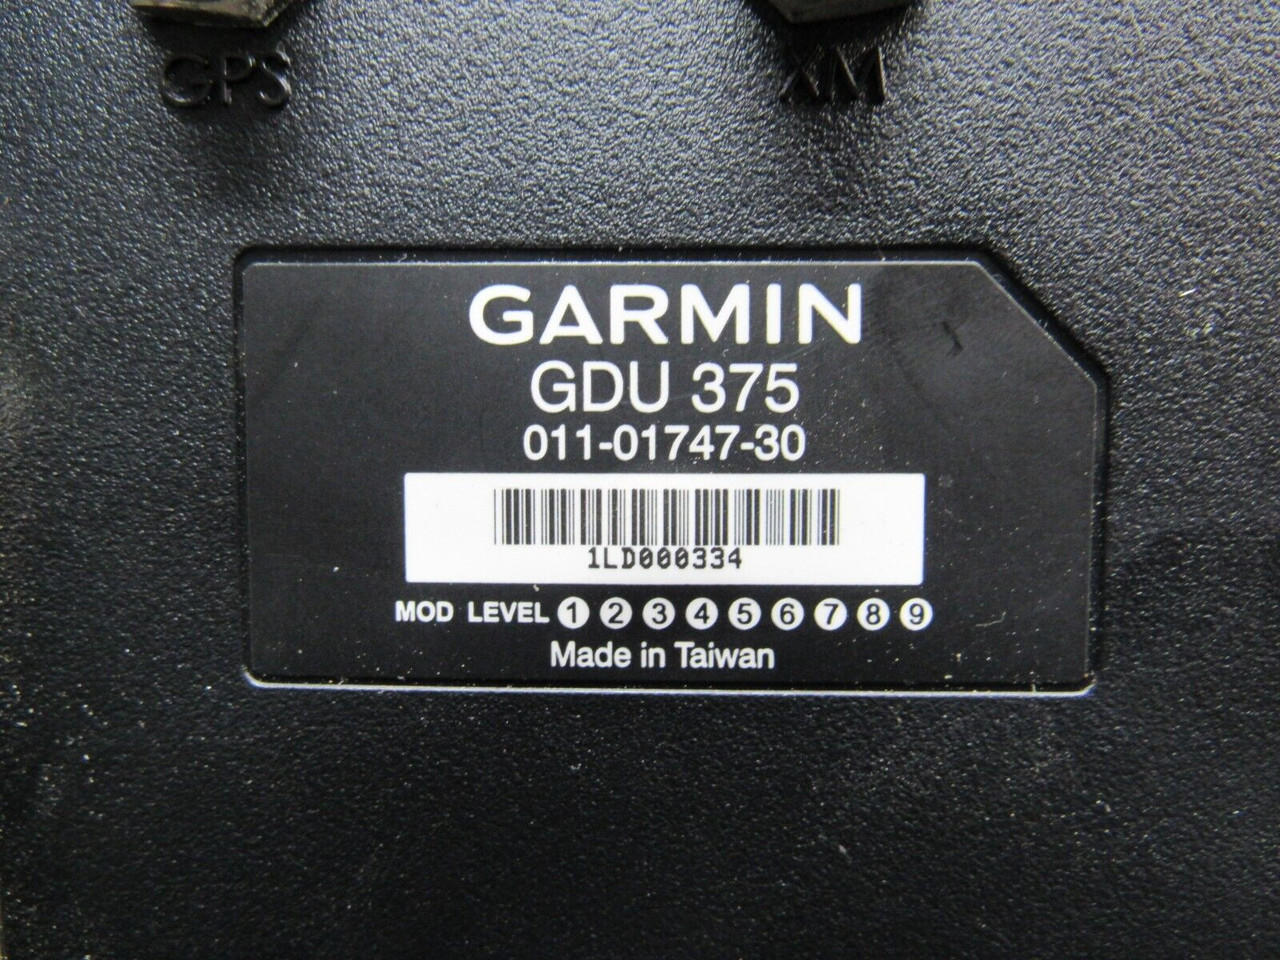 GPS XM
GARMIN
GDU 375
011-01747-30
1LD000334
MOD LEVEL 1 2 3 4 5 6 7 8 9
Made in Taiwan